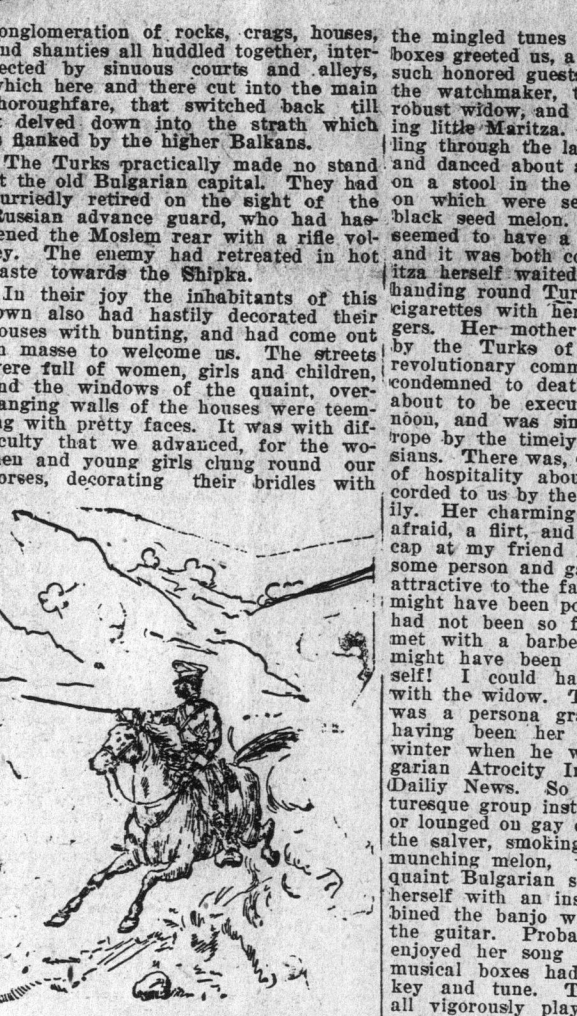 onglomeration of rocks, crags, houses,
nd shanties all huddled together, inter-
ected by sinuous courts and alleys,
which here and there cut into the main
horoughfare, that switched back till
t delved down into the strath which
s flanked by the higher Balkans.
The Turks practically made no stand
t the old Bulgarian capital. They had
urriedly retired on the sight of the
Russian advance guard, who had has-
ened the Moslem rear with a rifle vol-
ey. The enemy had retreated in hot
aste towards the Shipka.
In their joy the inhabitants of this
own also had hastily decorated their
ouses with bunting, and had come out
n masse to welcome us. The streets
vere full of women, girls and children,
nd the windows of the quaint, over-
anging walls of the houses were teem-
ng with pretty faces. It was with dif-
culty that we advanced, for the wo-
nen and young girls clung round our
orses, decorating their bridles with
the mingled tunes
boxes greeted us, a
such honored guests
the watchmaker, t
robust widow, and
ing little Maritza.
ling through the la
and danced about a
on a stool in the
on which were se
black seed melon.
seemed to have a
and it was both co
itza herself waited
handing round Tur
cigarettes with her
gers. Her mother
by the Turks of
revolutionary comm
condemned to deat
about to be execu
noon, and was sin
rope by the timely
sians. There was,
of hospitality abou
corded to us by the
ily. Her charming
afraid, a flirt, and
cap at my friend
some person and ga
attractive to the fa
might have been po
had not been so f
met with a barbe
might have been
self! I could ha
with the widow. T
was a persona gra
having been her
winter when he w
garian Atrocity In
Dailiy News. So
turesque group inst
or lounged on gay
the salver, smoking
munching melon,
quaint Bulgarian s
herself with an ins
bined the banjo w
the guitar. Proba
enjoyed her song
musical boxes had
key and tune. T
all vigorously play